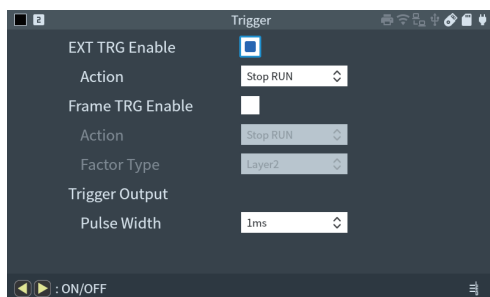 2 Trigger
EXT TRG Enable
Action Stop RUN
Frame TRG Enable
Action Stop RUN
Factor Type Layer2
Trigger Output
Pulse Width 1ms
: ON/OFF